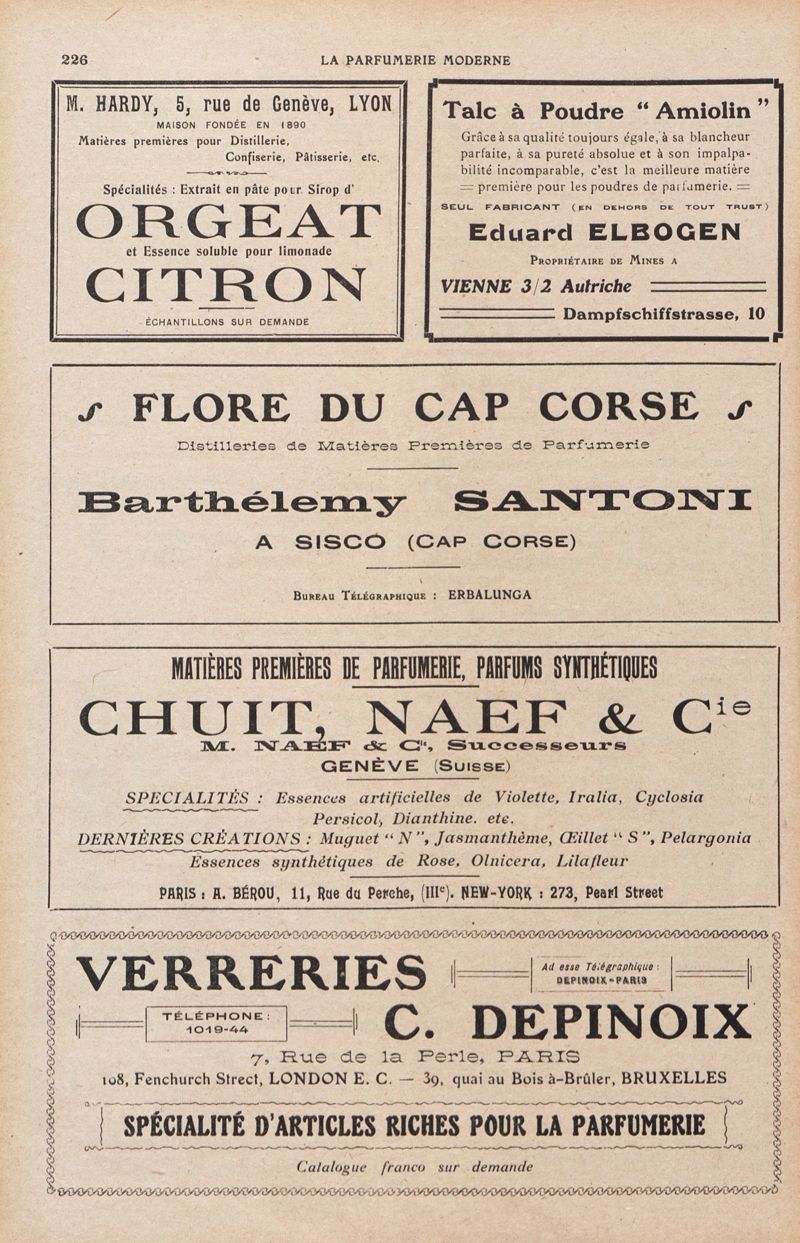 226
LA PARFUMERIE MODERNE
M. HARDY, 5, rue de Genève, LYON
MAISON FONDÉE EN 1890
Matières premières pour Distillerie,
Confiserie, Pâtisserie, etc.
Spécialités : Extrait en pâte pour Sirop d'
ORGEAT
et Essence soluble pour limonade
CITRON
ÉCHANTILLONS SUR DEMANDE
Talc à Poudre “ Amiolin ”
Grâce à sa qualité toujours égale, à sa blancheur
parfaite, à sa pureté absolue et à son impalpa-
bilité incomparable, c'est la meilleure matière
première pour les poudres de parfumerie.
SEUL FABRICANT (EN DEHORS DE TOUT TRUST)
Eduard ELBOGEN
PROPRIÉTAIRE DE MINES A
VIENNE 3/2 Autriche
Dampfschiffstrasse, 10
FLORE DU CAP CORSE
Distilleries de Matières Premières de Parfumerie
Barthélemy SANTONI
A SISCO (CAP CORSE)
BUREAU TÉLÉGRAPHIQUE : ERBALUNGA
MATIÈRES PREMIÈRES DE PARFUMERIE, PARFUMS SYNTHÉTIQUES
CHUIT, NAEF & Cie
M. NAEF & Cie, Successeurs
GENÈVE (SUISSE)
SPECIALITÉS : Essences artificielles de Violette, Iralia, Cyclosia
Persicol, Dianthine. etc.
DERNIÈRES CRÉATIONS : Muguet “ N ”, Jasmanthème, Œillet “ S ”, Pelargonia
Essences synthétiques de Rose, Olnicera, Lilafleur
PARIS : A. BÉROU, 11, Rue du Perche, (IIIe). NEW-YORK : 273, Pearl Street
VERRERIES
Ad esse Télégraphique :
DEPINOIX-PARIS
TÉLÉPHONE :
1019-44
C. DEPINOIX
7, Rue de la Perle, PARIS
108, Fenchurch Street, LONDON E. C. — 39, quai au Bois à-Brûler, BRUXELLES
SPÉCIALITÉ D'ARTICLES RICHES POUR LA PARFUMERIE
Catalogue franco sur demande